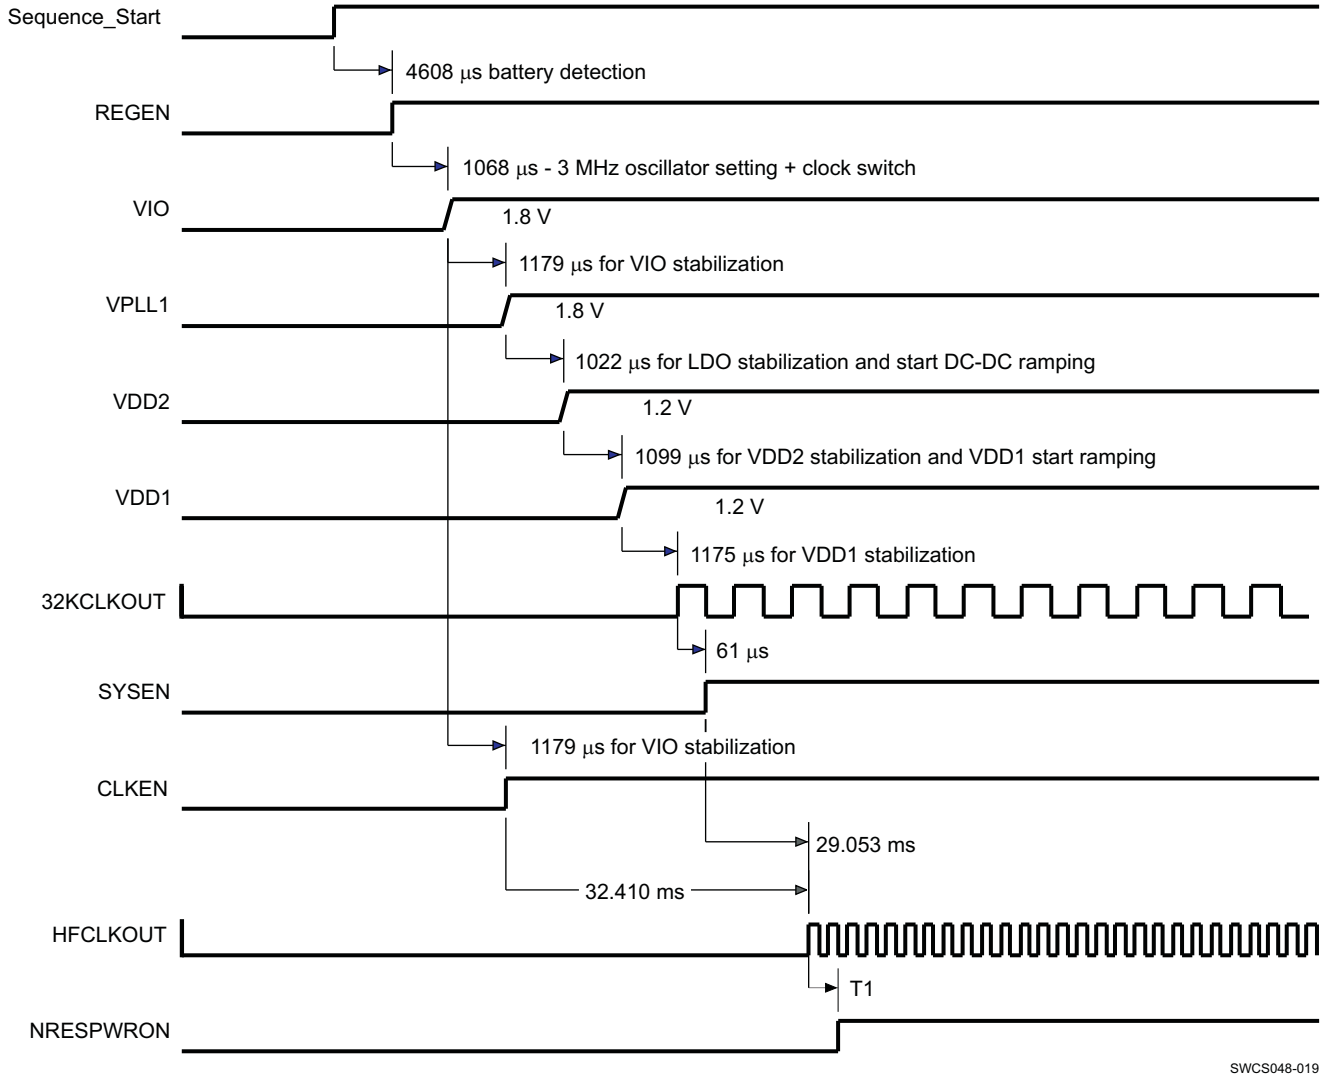 Sequence_Start
4608 μs battery detection
REGEN
1068 μs - 3 MHz oscillator setting + clock switch
VIO
1.8 V
1179 μs for VIO stabilization
VPLL1
1.8 V
1022 μs for LDO stabilization and start DC-DC ramping
VDD2
1.2 V
1099 μs for VDD2 stabilization and VDD1 start ramping
VDD1
1.2 V
1175 μs for VDD1 stabilization
32KCLKOUT
61 μs
SYSEN
1179 μs for VIO stabilization
CLKEN
29.053 ms
32.410 ms
HFCLKOUT
T1
NRESPWRON
SWCS048-019